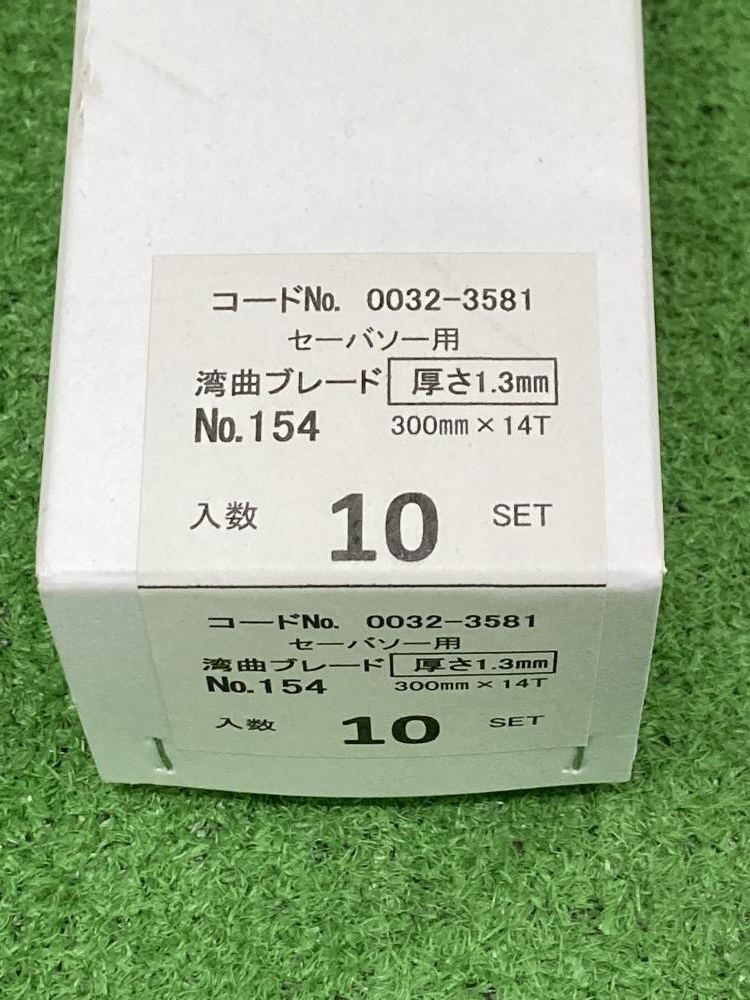 コードNo. 0032-3581
セーバソー用
湾曲ブレード 厚さ1.3mm
No.154 300mm×14T
入数 10 SET
コードNo. 0032-3581
セーバソー用
湾曲ブレード 厚さ1.3mm
No.154 300mm×14T
入数 10 SET